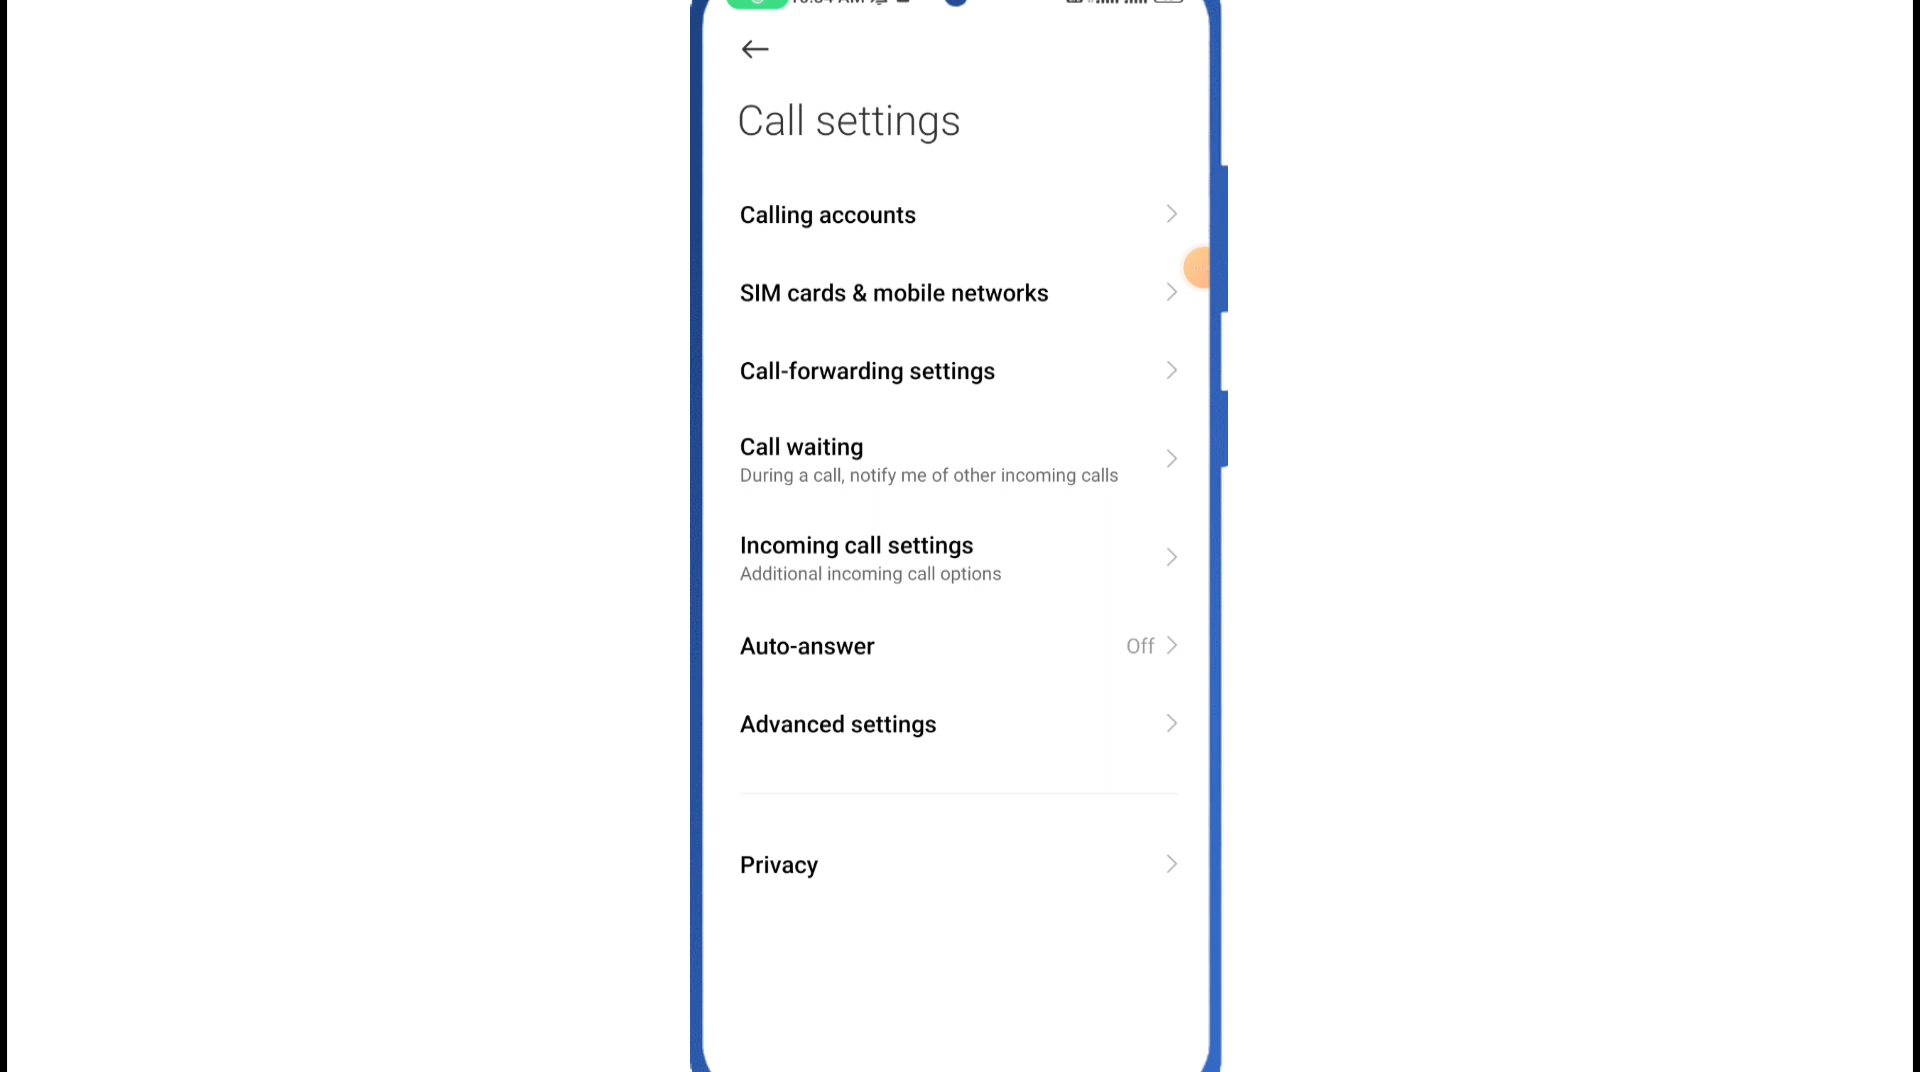 Call settings
Calling accounts
SIM cards & mobile networks
Call-forwarding settings
Call waiting
During a call, notify me of other incoming calls
Incoming call settings
Additional incoming call options
Auto-answer
Off
Advanced settings
Privacy